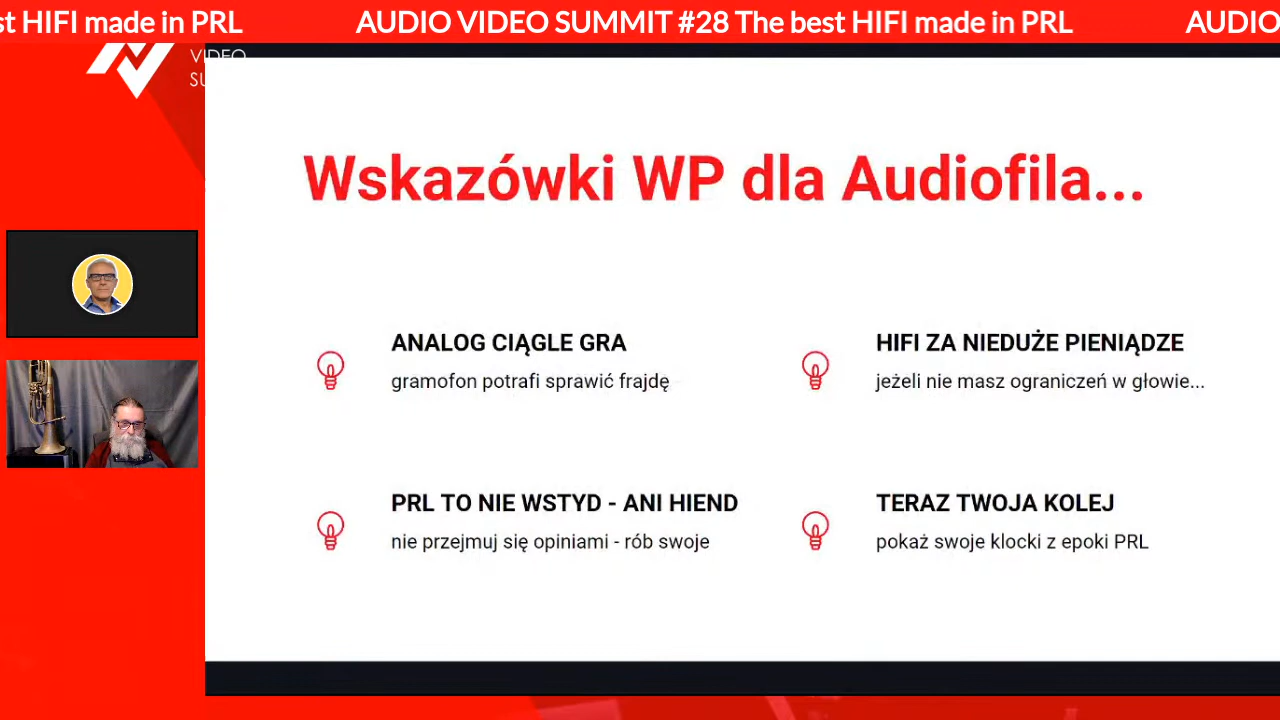 st HIFI made in PRL AUDIO VIDEO SUMMIT #28 The best HIFI made in PRL AUDIO
VIDEO
SU
Wskazówki WP dla Audiofila...
ANALOG CIĄGLE GRA
gramofon potrafi sprawić frajdę
HIFI ZA NIEDUŻE PIENIĄDZE
jeżeli nie masz ograniczeń w głowie...
PRL TO NIE WSTYD - ANI HIEND
nie przejmuj się opiniami - rób swoje
TERAZ TWOJA KOLEJ
pokaż swoje klocki z epoki PRL